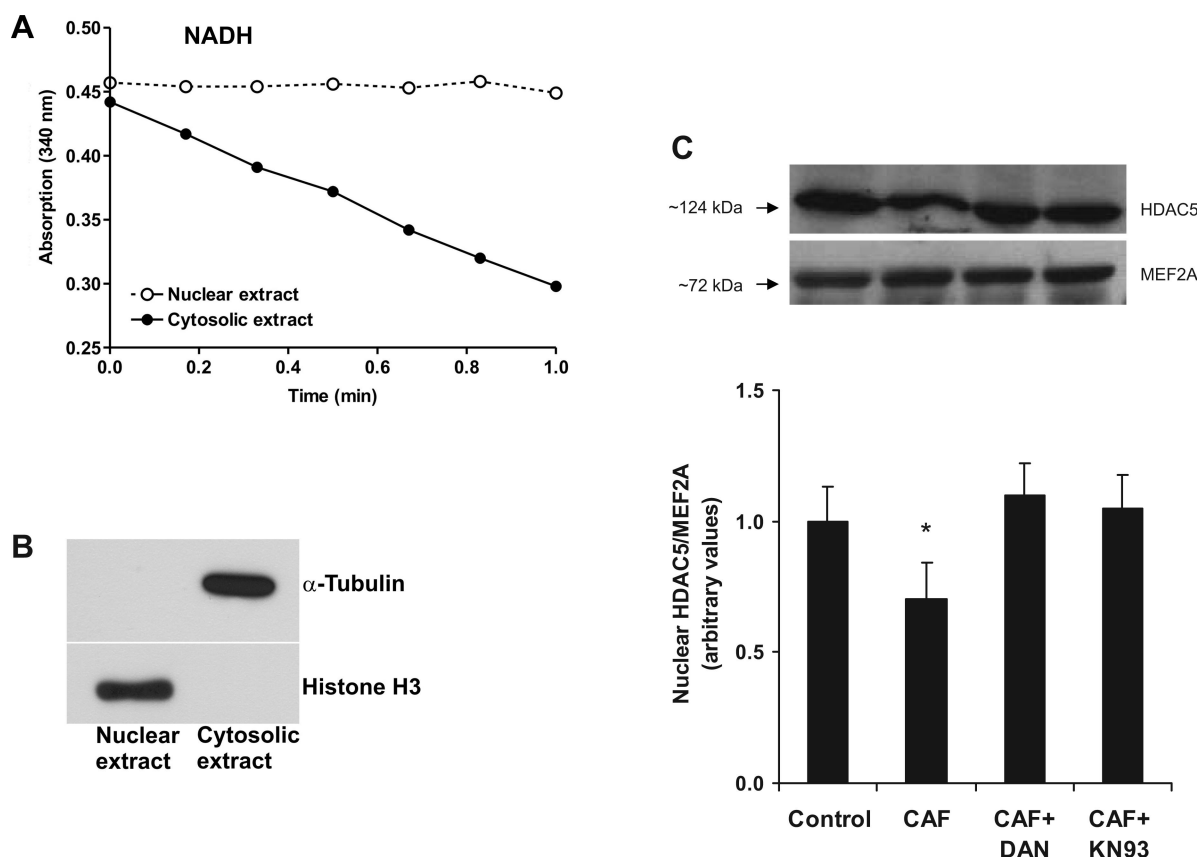 A
NADH
0.50
0.45
0.40
0.35
0.30
0.25
Absorption (340 nm)
Nuclear extract
Cytosolic extract
0.0 0.2 0.4 0.6 0.8 1.0
Time (min)
B
α-Tubulin
Histone H3
Nuclear
extract
Cytosolic
extract
C
~124 kDa
HDAC5
~72 kDa
MEF2A
Nuclear HDAC5/MEF2A
(arbitrary values)
1.5
1.0
0.5
0.0
*
Control
CAF
CAF+
DAN
CAF+
KN93